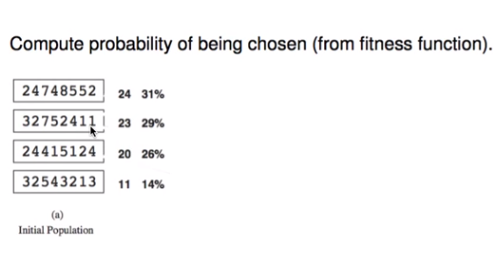 Compute probability of being chosen (from fitness function).
24748552 24 31%
32752411 23 29%
24415124 20 26%
32543213 11 14%
(a)
Initial Population